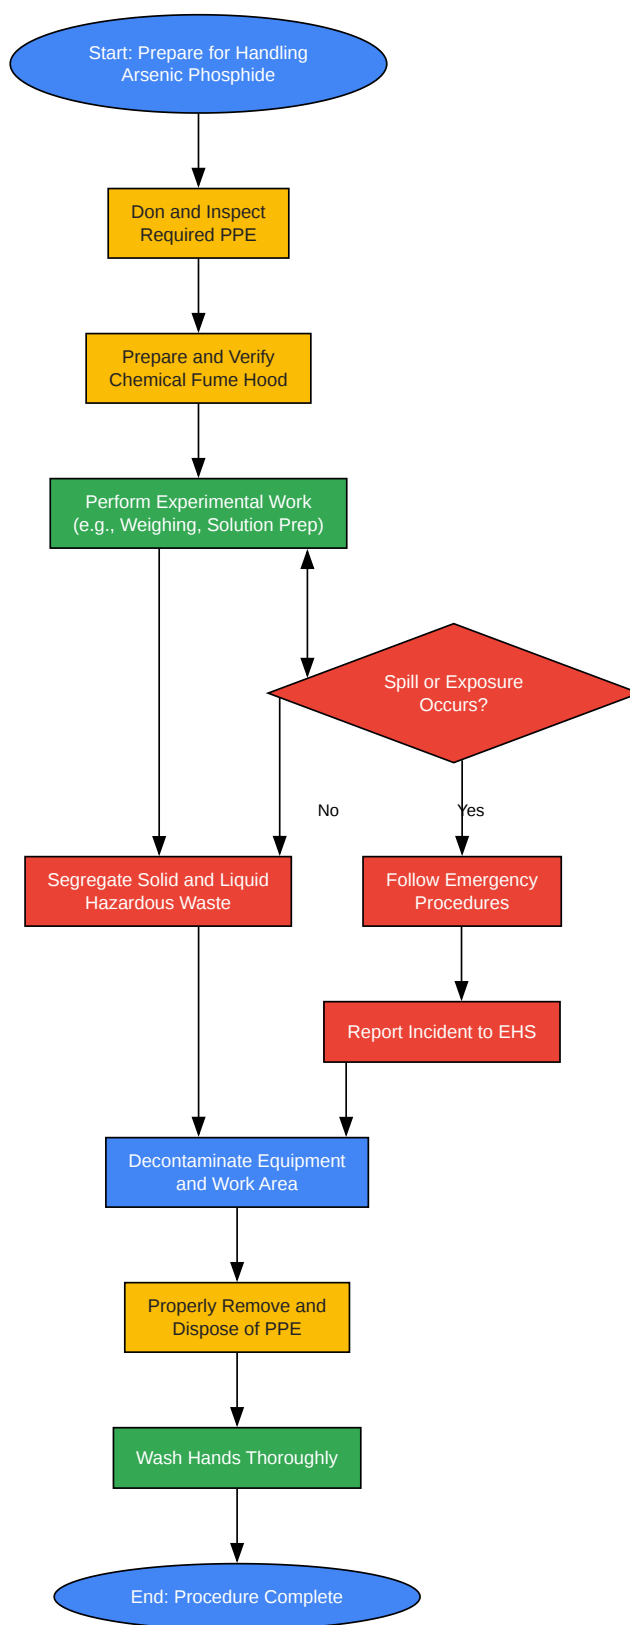 Start: Prepare for Handling
Arsenic Phosphide
Don and Inspect
Required PPE
Prepare and Verify
Chemical Fume Hood
Perform Experimental Work
(e.g., Weighing, Solution Prep)
Spill or Exposure
Occurs?
No
Yes
Segregate Solid and Liquid
Hazardous Waste
Follow Emergency
Procedures
Report Incident to EHS
Decontaminate Equipment
and Work Area
Properly Remove and
Dispose of PPE
Wash Hands Thoroughly
End: Procedure Complete